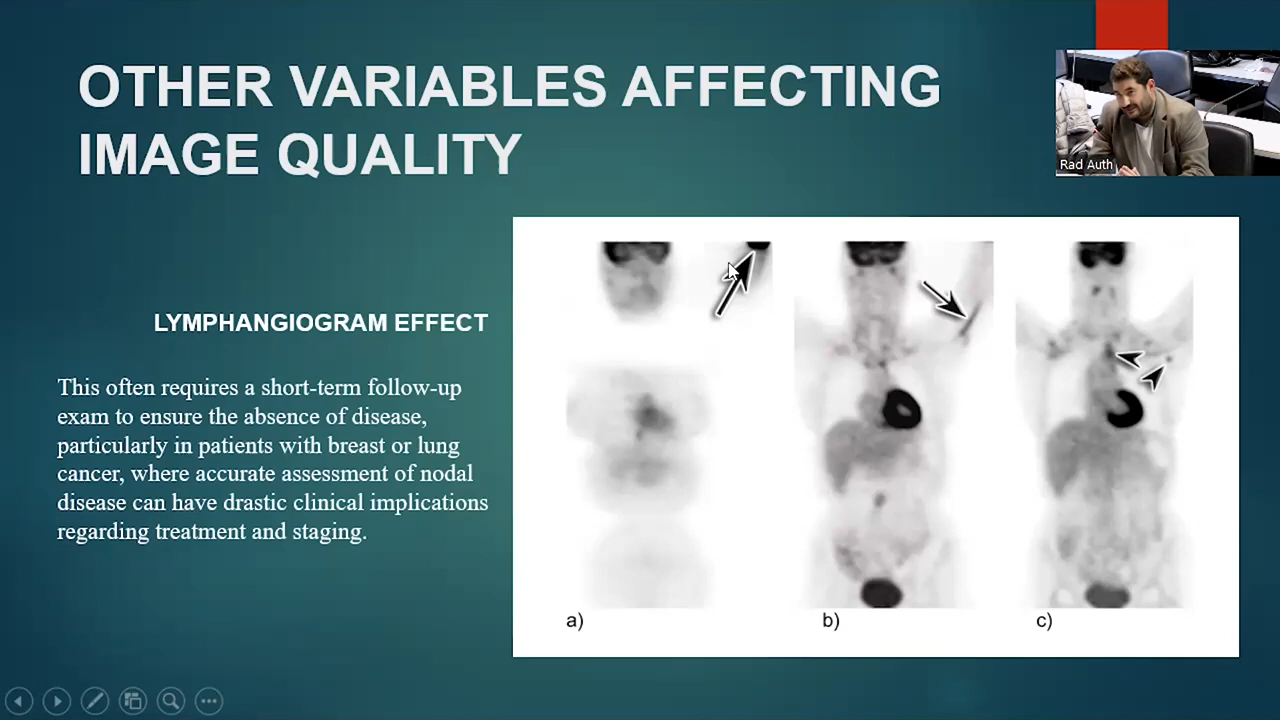 OTHER VARIABLES AFFECTING
IMAGE QUALITY
Rad Auth
LYMPHANGIOGRAM EFFECT
This often requires a short-term follow-up
exam to ensure the absence of disease,
particularly in patients with breast or lung
cancer, where accurate assessment of nodal
disease can have drastic clinical implications
regarding treatment and staging.
a)
b)
c)